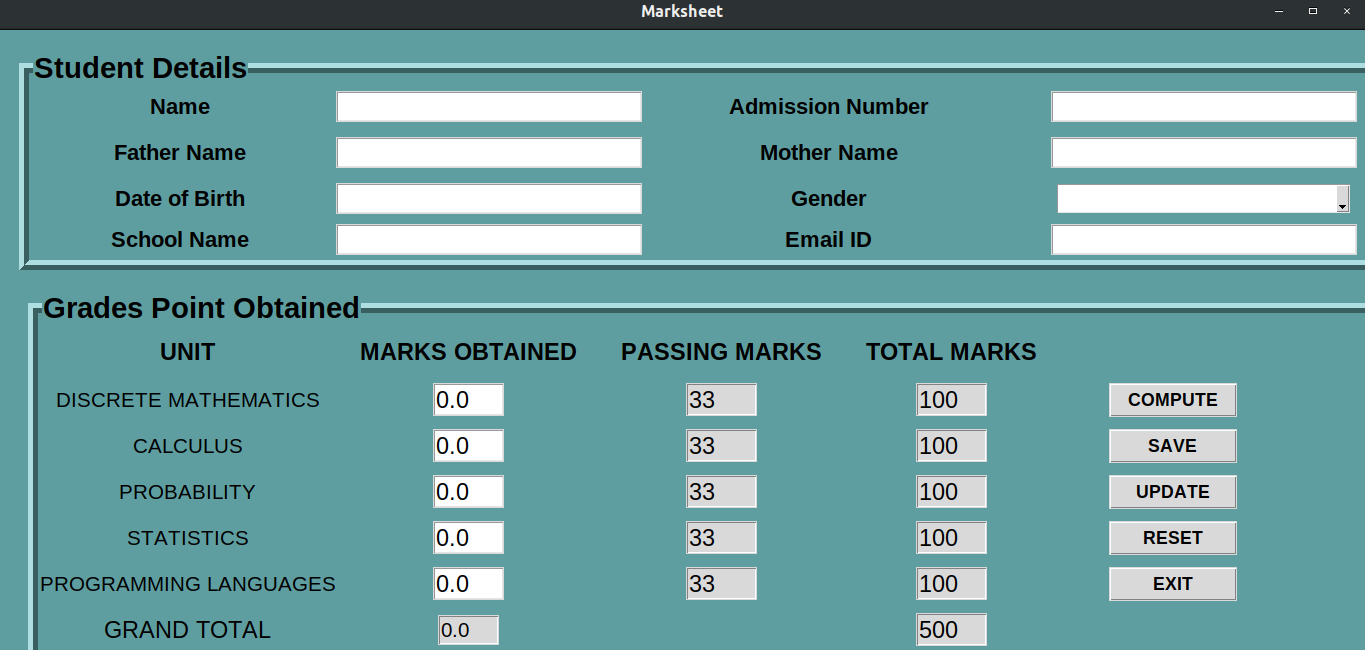 Marksheet
Student Details
Name Admission Number
Father Name Mother Name
Date of Birth Gender
School Name Email ID
Grades Point Obtained
UNIT MARKS OBTAINED PASSING MARKS TOTAL MARKS
DISCRETE MATHEMATICS 0.0 33 100 COMPUTE
CALCULUS 0.0 33 100 SAVE
PROBABILITY 0.0 33 100 UPDATE
STATISTICS 0.0 33 100 RESET
PROGRAMMING LANGUAGES 0.0 33 100 EXIT
GRAND TOTAL 0.0 500